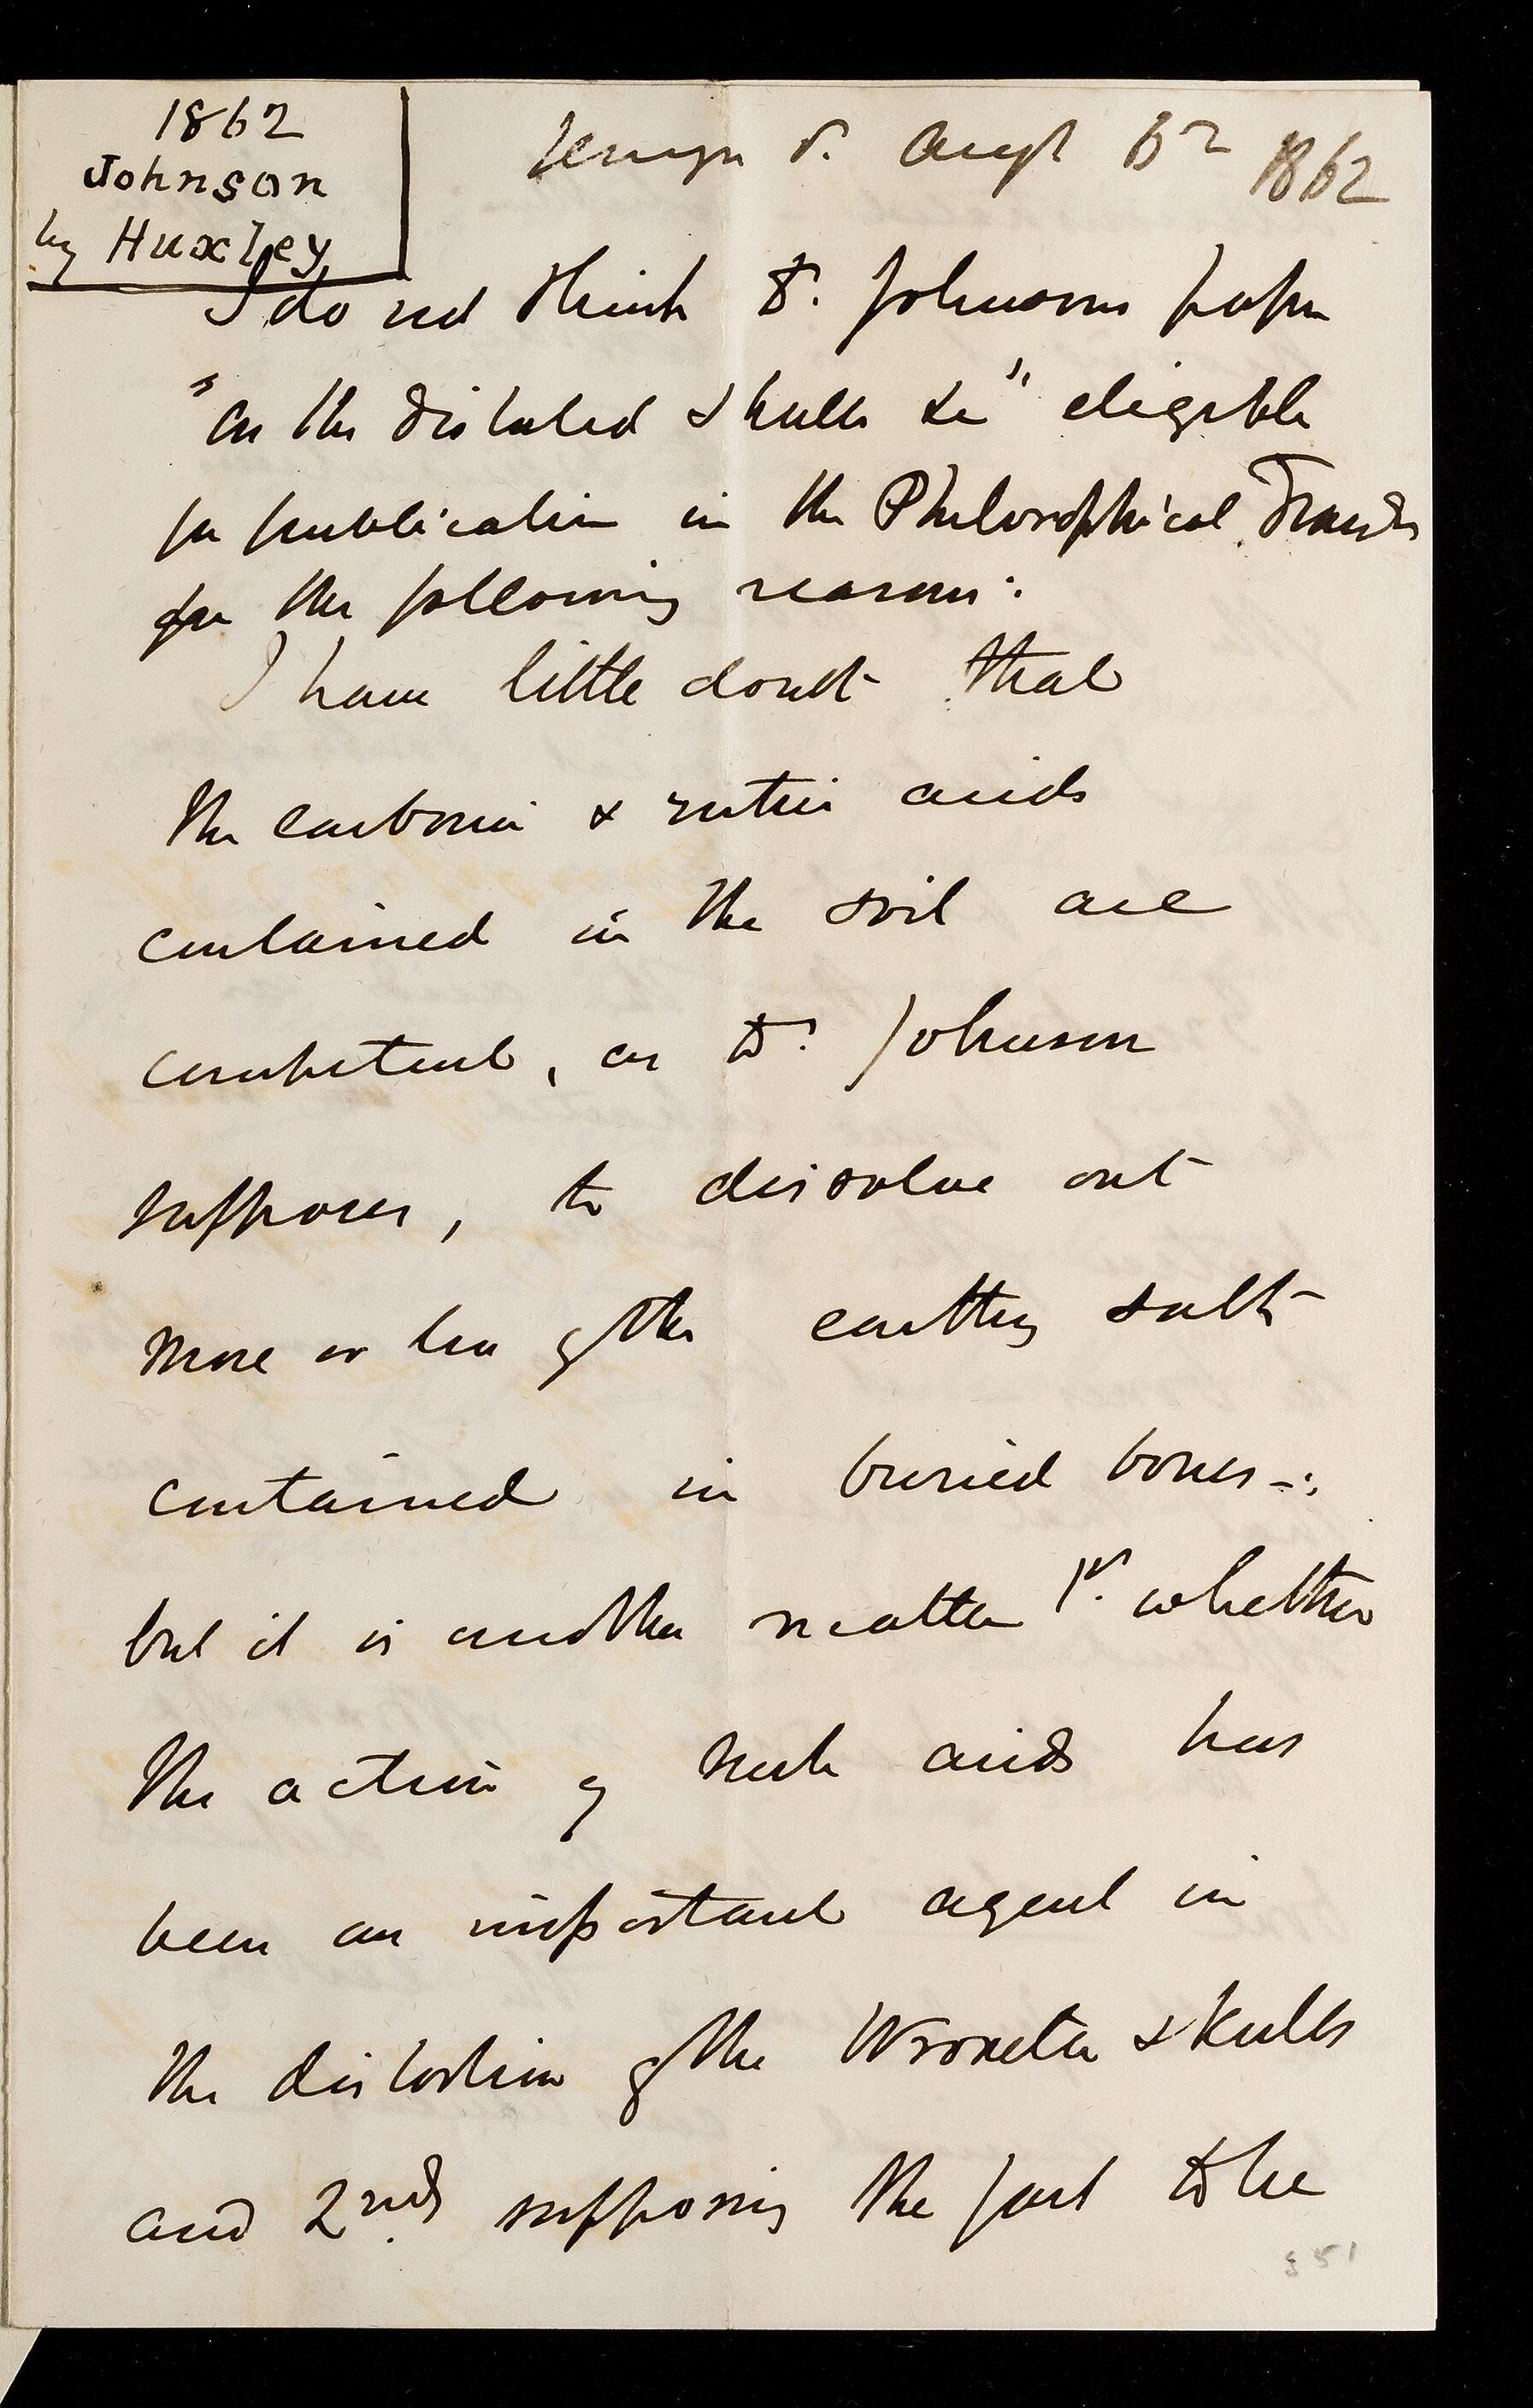 1862
Johnson
by Huxley
Jermyn St. Augt 6th 1862
I do not think Dr. Johnsons paper
"On the distorted skulls &c" eligible
for publication in the Philosophical Transns
for the following reasons:
I have little doubt that
the carbonic & nitric acids
contained in the soil are
competent, as Dr. Johnson
supposes, to dissolve out
more or less of the earthy salts
contained in buried bones -:
but it is another matter 1st. whether
the action of such acids has
been an important agent in
the distortion of the Wroxeter skulls
and 2nd. supposing the fact to be
351